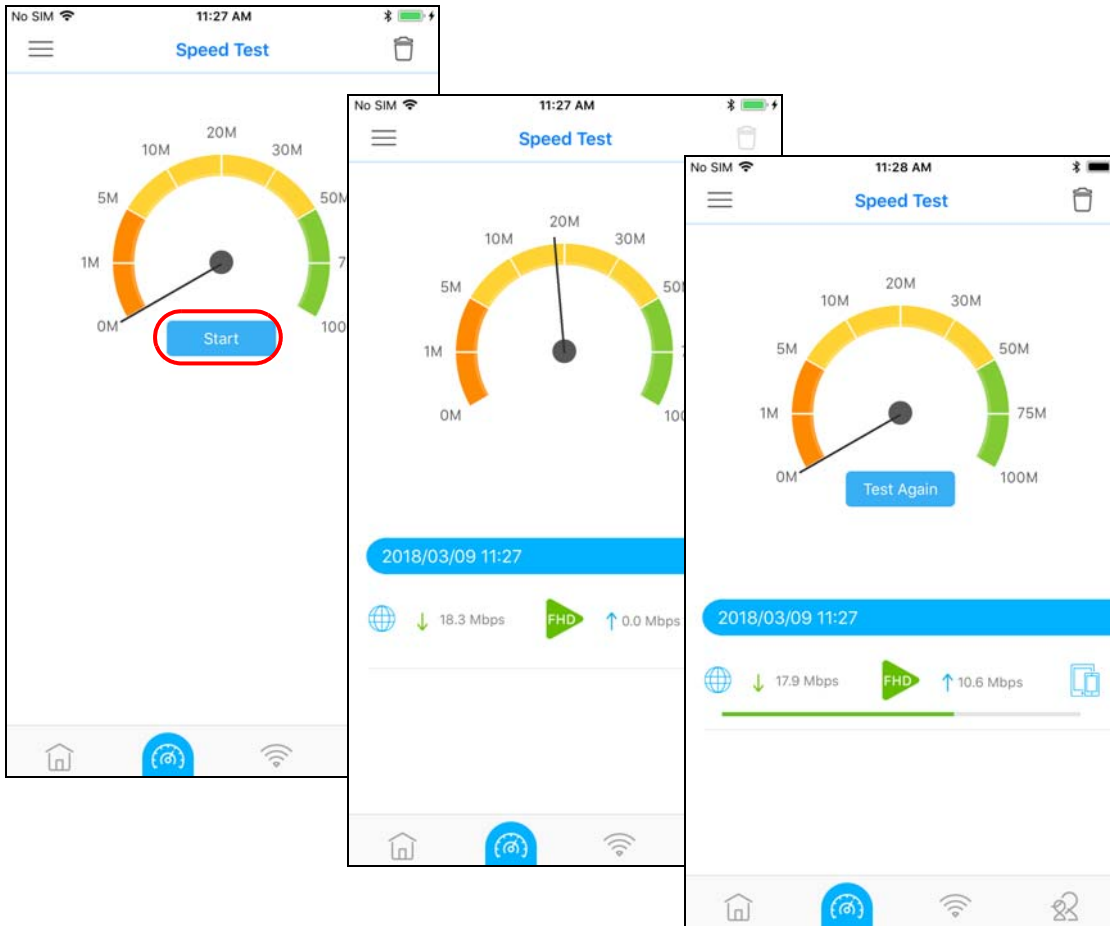 No SIM 11:27 AM
Speed Test
20M
10M 30M
5M 50M
1M 7
0M 100
Start
No SIM 11:27 AM
Speed Test
20M
10M 30M
5M 50
1M
0M 100
2018/03/09 11:27
18.3 Mbps FHD 0.0 Mbps
No SIM 11:28 AM
Speed Test
20M
10M 30M
5M 50M
1M 75M
0M 100M
Test Again
2018/03/09 11:27
17.9 Mbps FHD 10.6 Mbps